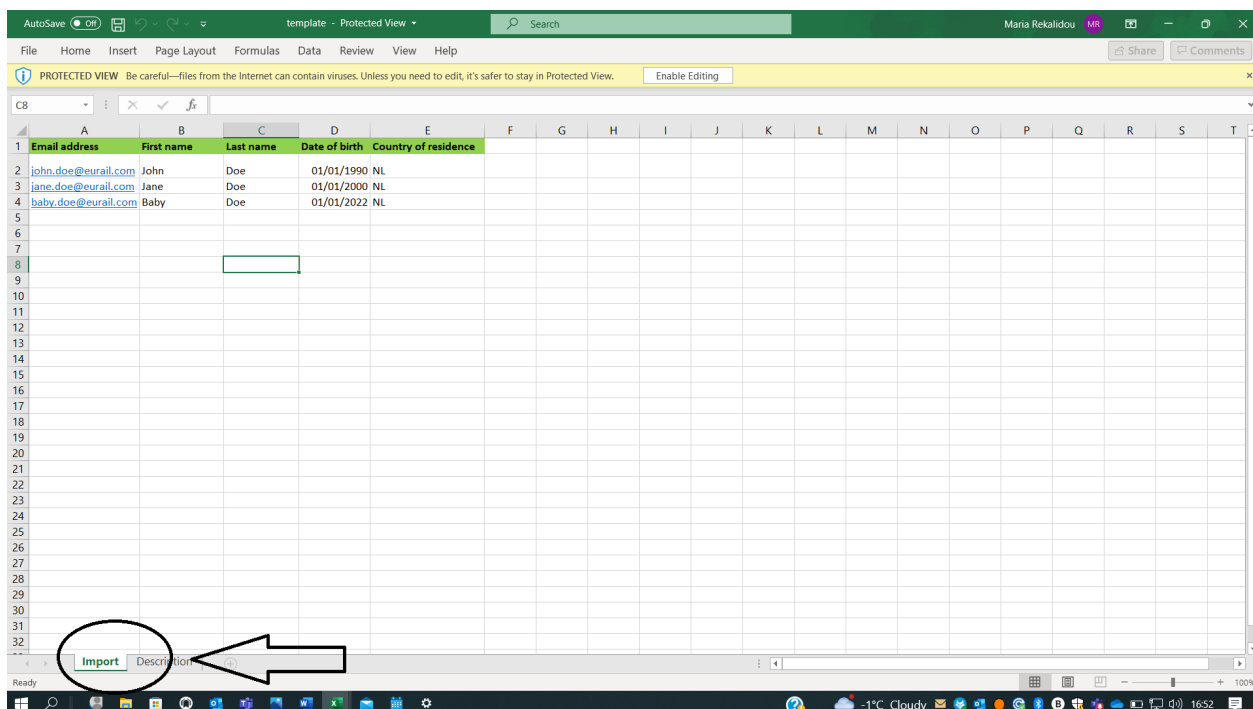 AutoSave Off template - Protected View Search Maria Rekalidou MR
File Home Insert Page Layout Formulas Data Review View Help Share Comments
PROTECTED VIEW Be careful—files from the Internet can contain viruses. Unless you need to edit, it's safer to stay in Protected View. Enable Editing
C8 fx
A B C D E F G H I J K L M N O P Q R S T
1 Email address First name Last name Date of birth Country of residence
2 john.doe@eurail.com John Doe 01/01/1990 NL
3 jane.doe@eurail.com Jane Doe 01/01/2000 NL
4 baby.doe@eurail.com Baby Doe 01/01/2022 NL
5
6
7
8
9
10
11
12
13
14
15
16
17
18
19
20
21
22
23
24
25
26
27
28
29
30
31
32
Import Description
Ready 100%
-1°C Cloudy 16:52